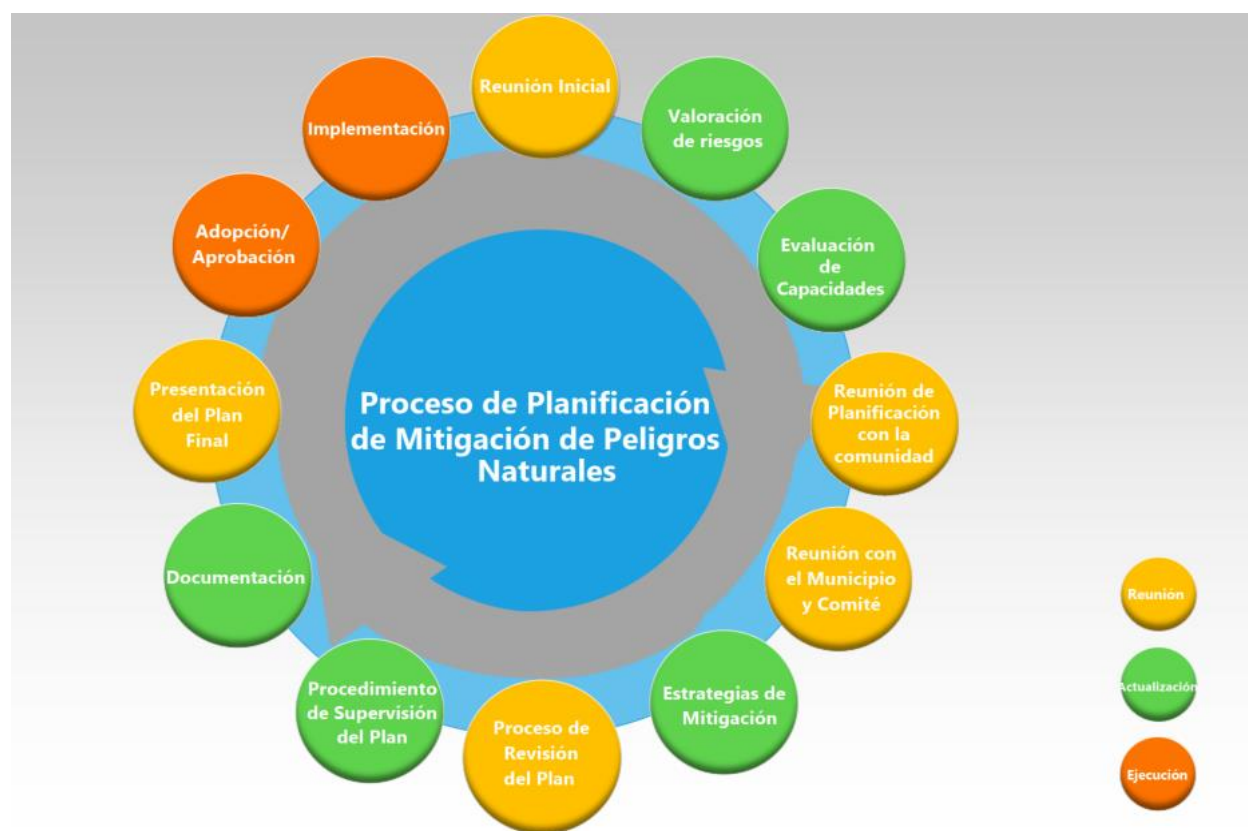 Reunión Inicial
Valoración
de riesgos
Evaluación
de
Capacidades
Reunión de
Planificación
con la
comunidad
Reunión con
el Municipio
y Comité
Estrategias de
Mitigación
Proceso de
Revisión
del Plan
Procedimiento
de Supervisión
del Plan
Documentación
Presentación
del Plan
Final
Adopción/
Aprobación
Implementación
Proceso de Planificación
de Mitigación de Peligros
Naturales
Reunión
Actualización
Ejecución